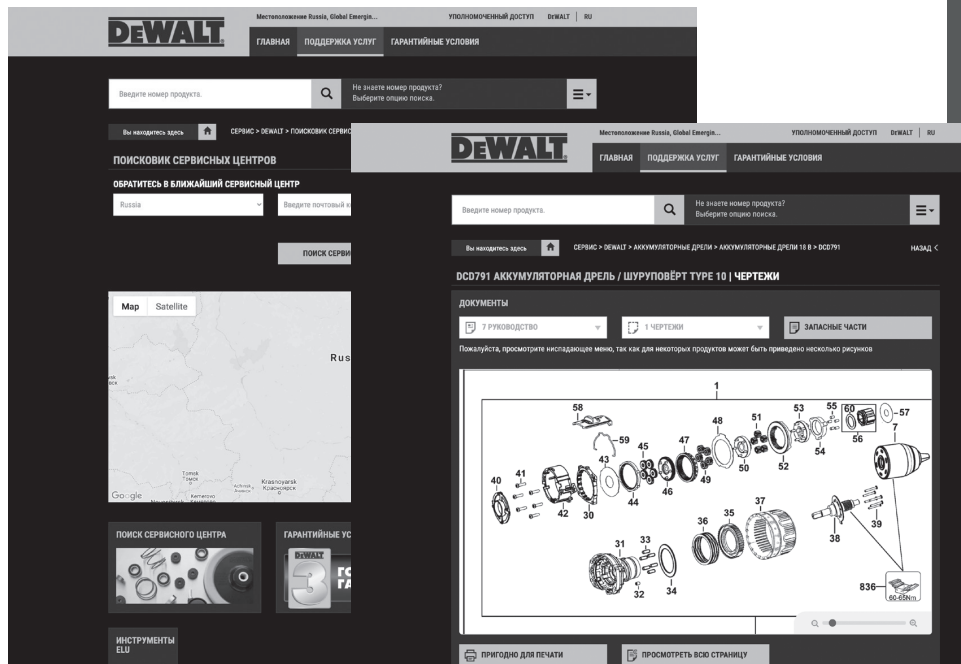 DEWALT
Местоположение Russia, Global Emergin...
УПОЛНОМОЧЕННЫЙ ДОСТУП DEWALT RU
ГЛАВНАЯ ПОДДЕРЖКА УСЛУГ ГАРАНТИЙНЫЕ УСЛОВИЯ
Введите номер продукта.
Не знаете номер продукта?
Выберите опцию поиска.
Вы находитесь здесь
СЕРВИС > DEWALT > ПОИСКОВИК СЕРВИС
ПОИСКОВИК СЕРВИСНЫХ ЦЕНТРОВ
ОБРАТИТЕСЬ В БЛИЖАЙШИЙ СЕРВИСНЫЙ ЦЕНТР
Russia
Введите почтовый к
ПОИСК СЕРВИ
Map Satellite
Rus
Tomsk
Томск
Achinsk
Ачинск
Krasnoyarsk
Красноярск
Google
Kemerovo
ПОИСК СЕРВИСНОГО ЦЕНТРА
ГАРАНТИЙНЫЕ УС
DEWALT
3
ГО
ГА
ИНСТРУМЕНТЫ
ELU
DEWALT
Местоположение Russia, Global Emergin...
УПОЛНОМОЧЕННЫЙ ДОСТУП DEWALT RU
ГЛАВНАЯ ПОДДЕРЖКА УСЛУГ ГАРАНТИЙНЫЕ УСЛОВИЯ
Введите номер продукта.
Не знаете номер продукта?
Выберите опцию поиска.
Вы находитесь здесь
СЕРВИС > DEWALT > АККУМУЛЯТОРНЫЕ ДРЕЛИ > АККУМУЛЯТОРНЫЕ ДРЕЛИ 18 В > DCD791
НАЗАД <
DCD791 АККУМУЛЯТОРНАЯ ДРЕЛЬ / ШУРУПОВЁРТ TYPE 10 | ЧЕРТЕЖИ
ДОКУМЕНТЫ
7 РУКОВОДСТВО
1 ЧЕРТЕЖИ
ЗАПАСНЫЕ ЧАСТИ
Пожалуйста, просмотрите ниспадающее меню, так как для некоторых продуктов может быть приведено несколько рисунков
1
58
59
55
60
57
53
51
48
7
56
54
45
47
43
52
50
41
40
49
46
44
42
30
37
35
36
39
38
33
31
34
32
836
60-65Nm
ПРИГОДНО ДЛЯ ПЕЧАТИ
ПРОСМОТРЕТЬ ВСЮ СТРАНИЦУ